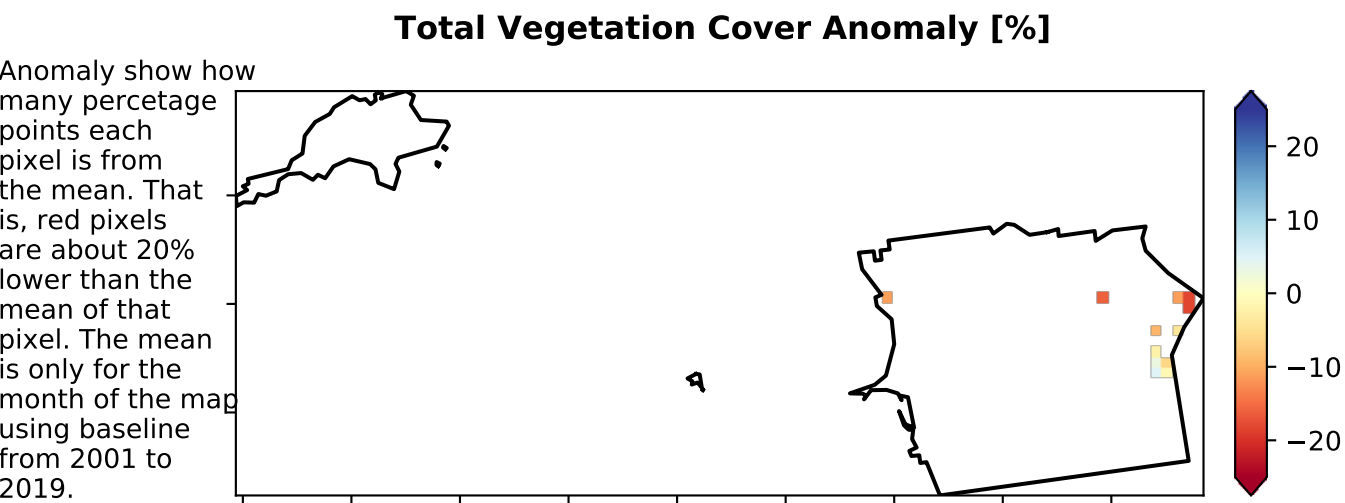 Total Vegetation Cover Anomaly [%]
Anomaly show how
many percetage
points each
pixel is from
the mean. That
is, red pixels
are about 20%
lower than the
mean of that
pixel. The mean
is only for the
month of the map
using baseline
from 2001 to
2019.
20
10
0
−10
−20